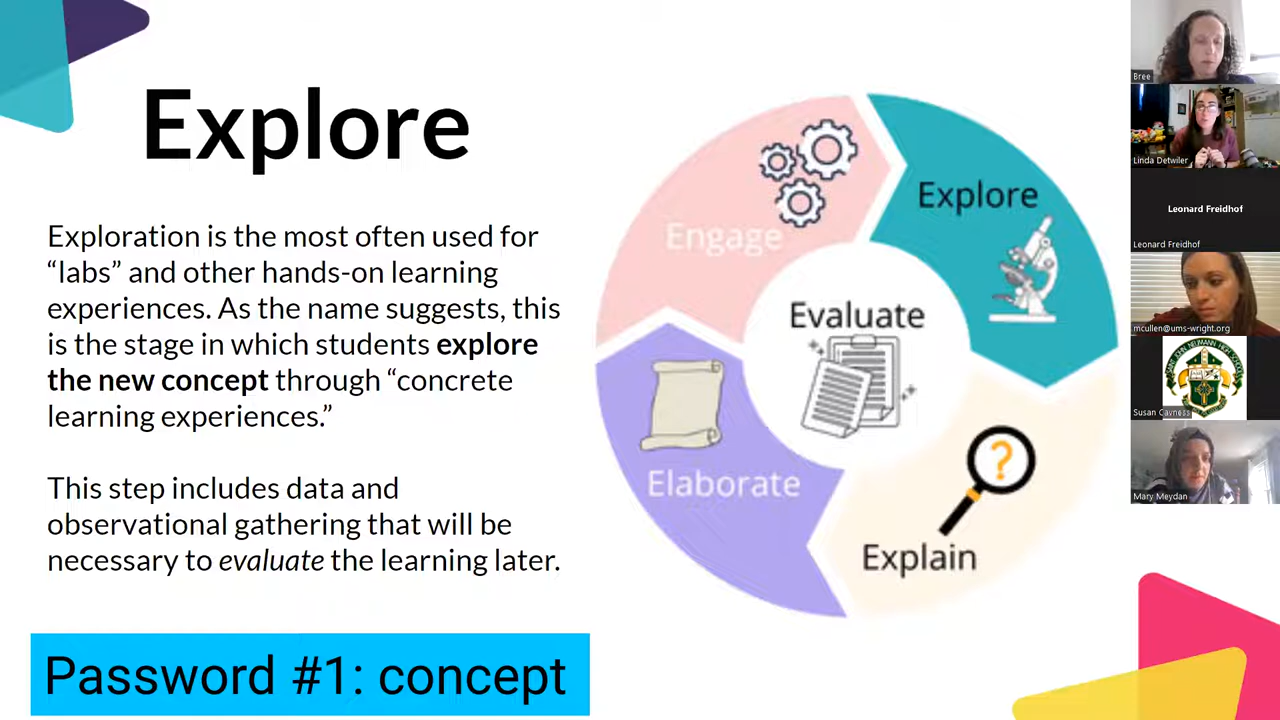 Explore
Exploration is the most often used for
“labs” and other hands-on learning
experiences. As the name suggests, this
is the stage in which students explore
the new concept through “concrete
learning experiences.”
This step includes data and
observational gathering that will be
necessary to evaluate the learning later.
Password #1: concept
Engage
Explore
Evaluate
Elaborate
Explain
Bree
Linda Detwiler
Leonard Freidhof
Leonard Freidhof
mcullen@ums-wright.org
Susan Cavness
Mary Meydan